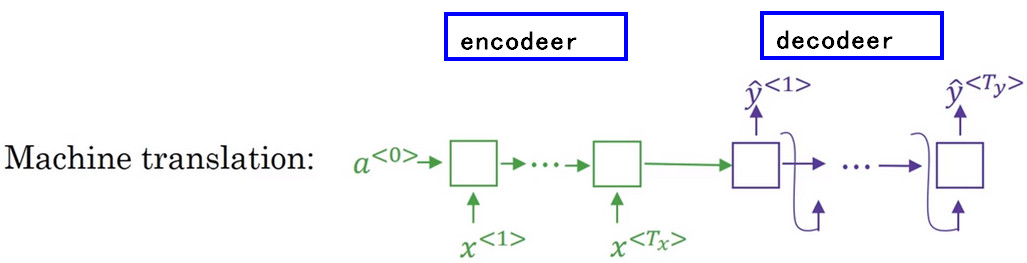 encodeer decodeer
ŷ<1> ŷ<Ty>
Machine translation: a<0> ... ...
x<1> x<Tx>